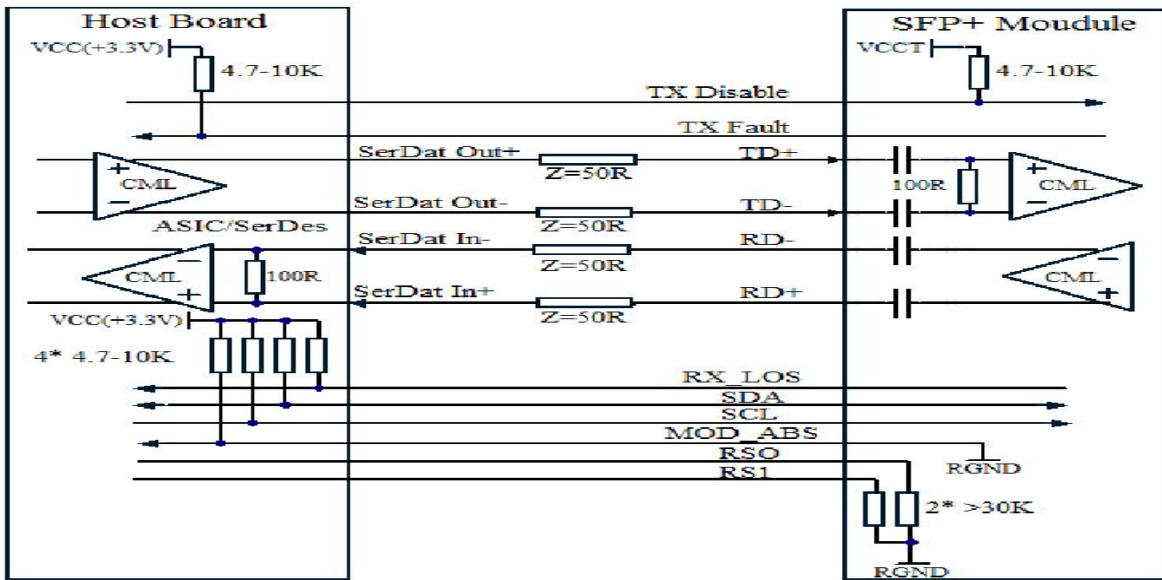 Host Board
SFP+ Moudule
VCC(+3.3V)
VCCT
4.7-10K
4.7-10K
TX Disable
TX Fault
SerDat Out+
TD+
CML
Z=50R
100R
CML
SerDat Out-
TD-
ASIC/SerDes
Z=50R
SerDat In-
RD-
CML
100R
Z=50R
CML
SerDat In+
RD+
VCC(+3.3V)
Z=50R
4* 4.7-10K
RX_LOS
SDA
SCL
MOD_ABS
RSO
RGND
RS1
2* >30K
RGND